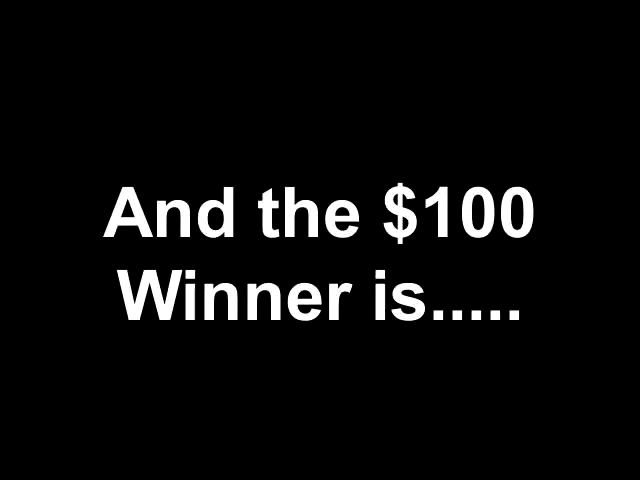 And the $100
Winner is.....